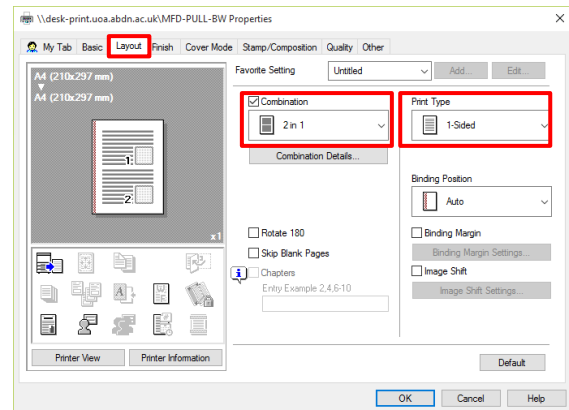 \\desk-print.uoa.abdn.ac.uk\MFD-PULL-BW Properties
My Tab Basic Layout Finish Cover Mode Stamp/Composition Quality Other
A4 (210x297 mm)
A4 (210x297 mm)
1
2
x1
Printer View Printer Information
Favorite Setting Untitled Add... Edit...
Combination
2 in 1
Combination Details...
Rotate 180
Skip Blank Pages
Chapters
Entry Example 2,4,6-10
Print Type
1-Sided
Binding Position
Auto
Binding Margin
Binding Margin Settings...
Image Shift
Image Shift Settings...
Default
OK Cancel Help